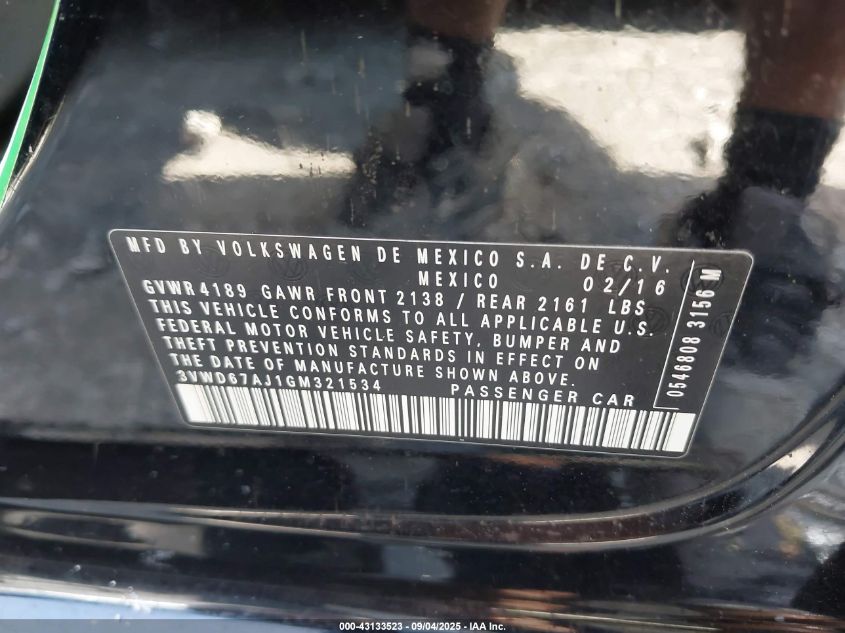 MFD BY VOLKSWAGEN DE MEXICO S.A. DE C.V.
MEXICO 02/16
GVWR 4189 GAWR FRONT 2138 / REAR 2161 LBS
THIS VEHICLE CONFORMS TO ALL APPLICABLE U.S.
FEDERAL MOTOR VEHICLE SAFETY, BUMPER AND
THEFT PREVENTION STANDARDS IN EFFECT ON
THE DATE OF MANUFACTURE SHOWN ABOVE.
3VWD67AJ1GM321534 PASSENGER CAR
0546808 3156 M
000-43133523 - 09/04/2025 - IAA Inc.